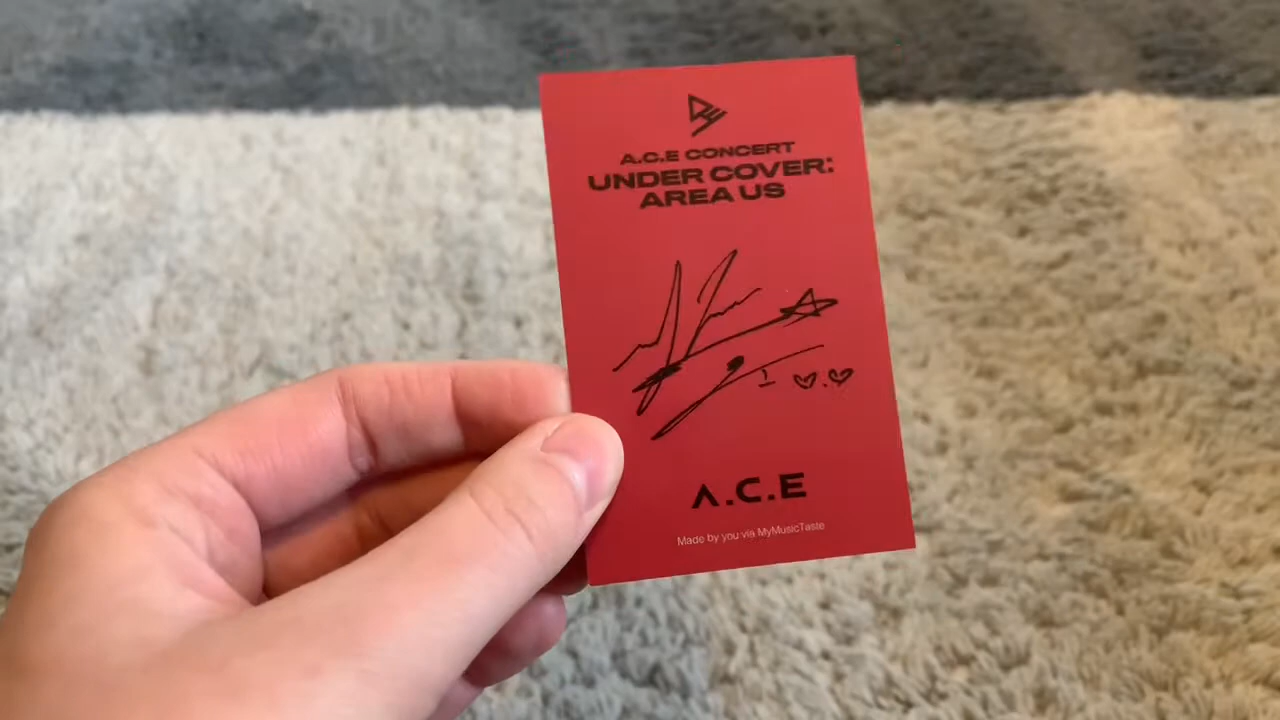 A.C.E CONCERT
UNDER COVER:
AREA US
A.C.E
Made by you via MyMusicTaste